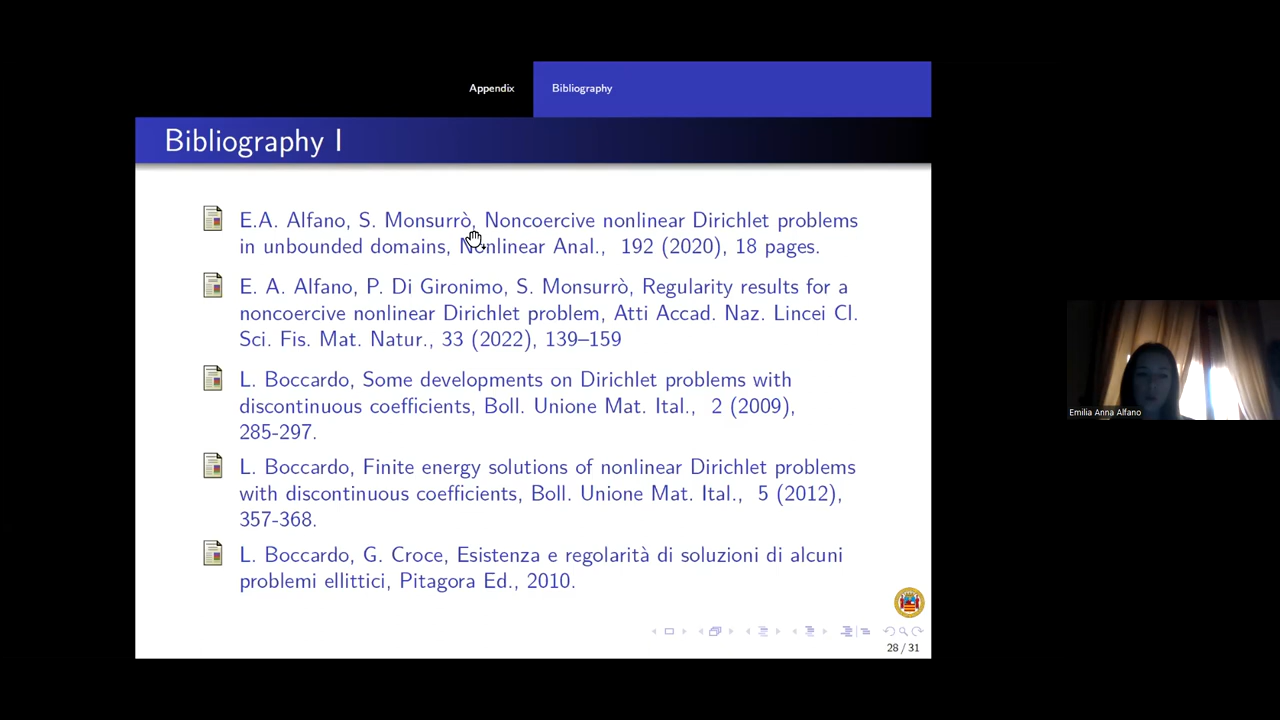 Appendix
Bibliography
Bibliography I
E.A. Alfano, S. Monsurrò, Noncoercive nonlinear Dirichlet problems
in unbounded domains, Nonlinear Anal., 192 (2020), 18 pages.
E. A. Alfano, P. Di Gironimo, S. Monsurrò, Regularity results for a
noncoercive nonlinear Dirichlet problem, Atti Accad. Naz. Lincei Cl.
Sci. Fis. Mat. Natur., 33 (2022), 139–159
L. Boccardo, Some developments on Dirichlet problems with
discontinuous coefficients, Boll. Unione Mat. Ital., 2 (2009),
285-297.
L. Boccardo, Finite energy solutions of nonlinear Dirichlet problems
with discontinuous coefficients, Boll. Unione Mat. Ital., 5 (2012),
357-368.
L. Boccardo, G. Croce, Esistenza e regolarità di soluzioni di alcuni
problemi ellittici, Pitagora Ed., 2010.
28 / 31
Emilia Anna Alfano